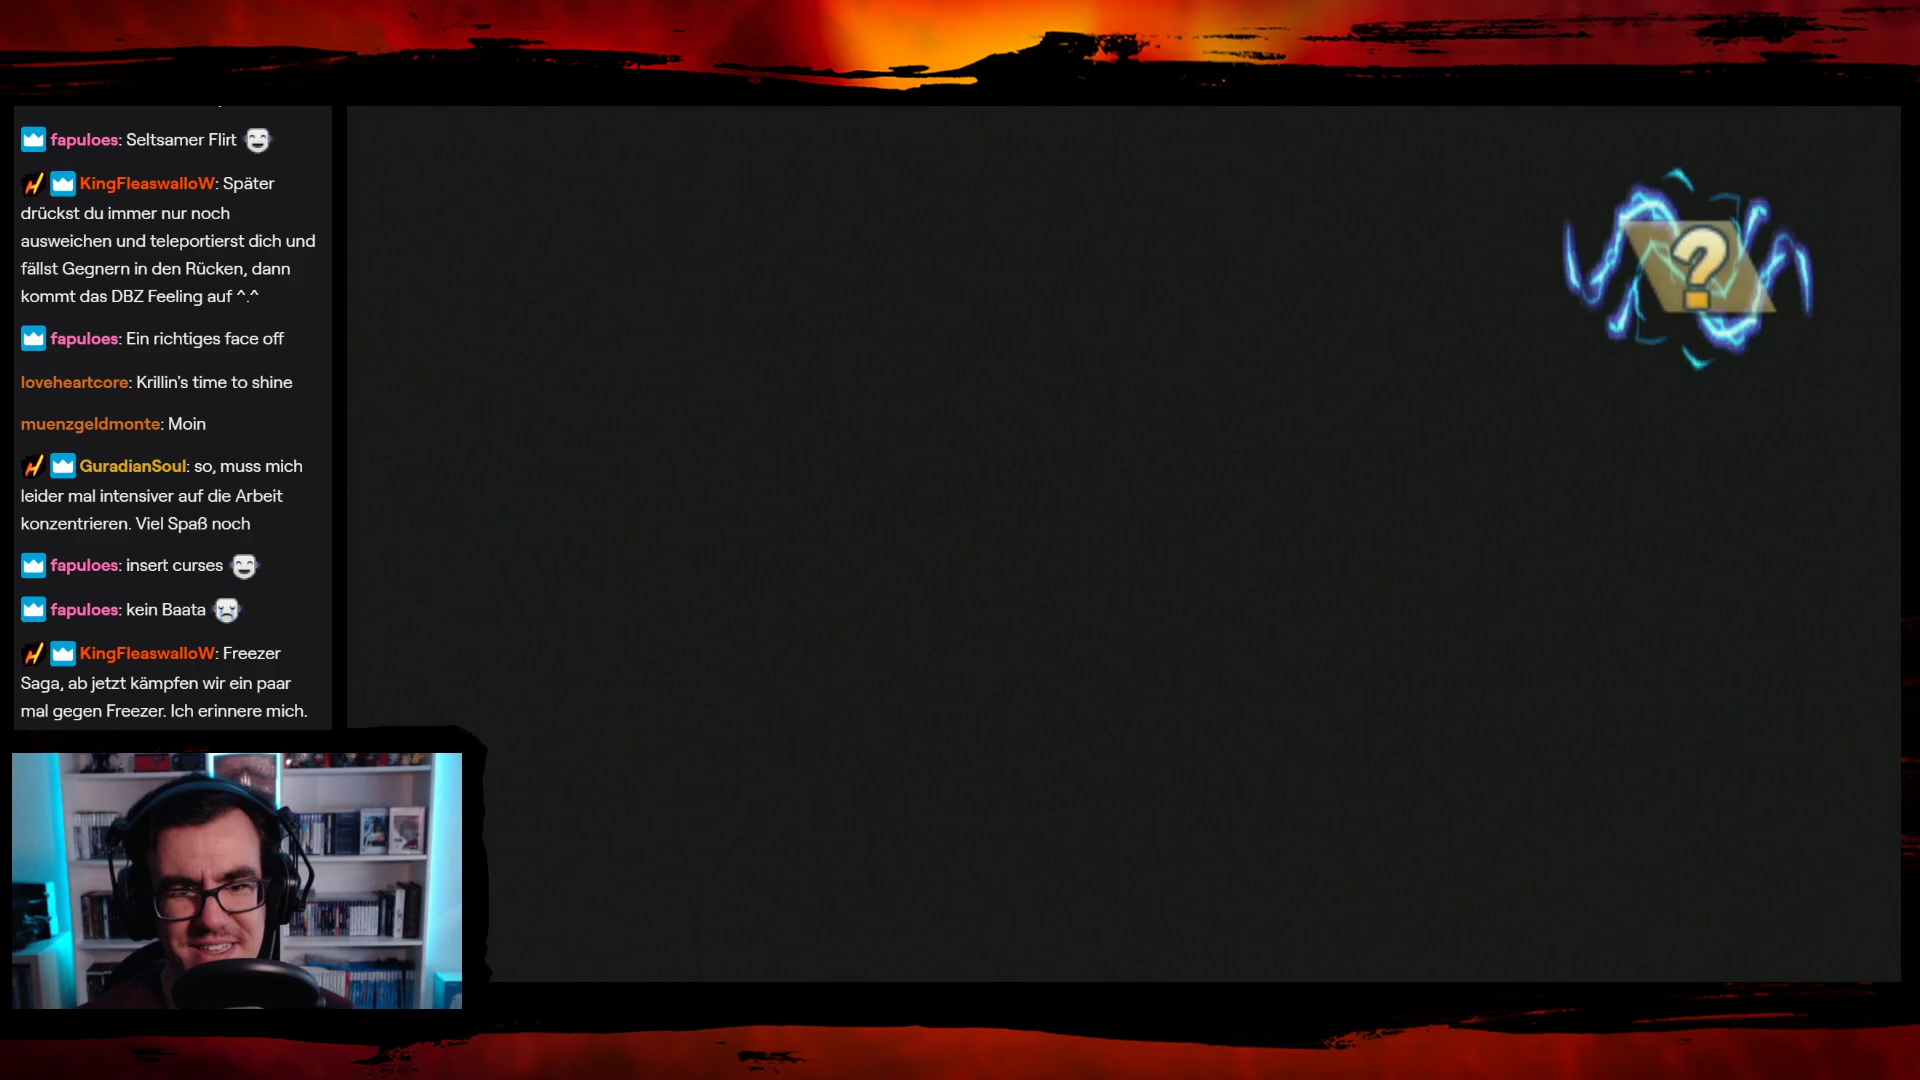 fapuloes: Seltsamer Flirt
KingFleaswalloW: Später
drückst du immer nur noch
ausweichen und teleportierst dich und
fällst Gegnern in den Rücken, dann
kommt das DBZ Feeling auf ^.^
fapuloes: Ein richtiges face off
loveheartcore: Krillin's time to shine
muenzgeldmonte: Moin
GuradianSoul: so, muss mich
leider mal intensiver auf die Arbeit
konzentrieren. Viel Spaß noch
fapuloes: insert curses
fapuloes: kein Baata
KingFleaswalloW: Freezer
Saga, ab jetzt kämpfen wir ein paar
mal gegen Freezer. Ich erinnere mich.
?